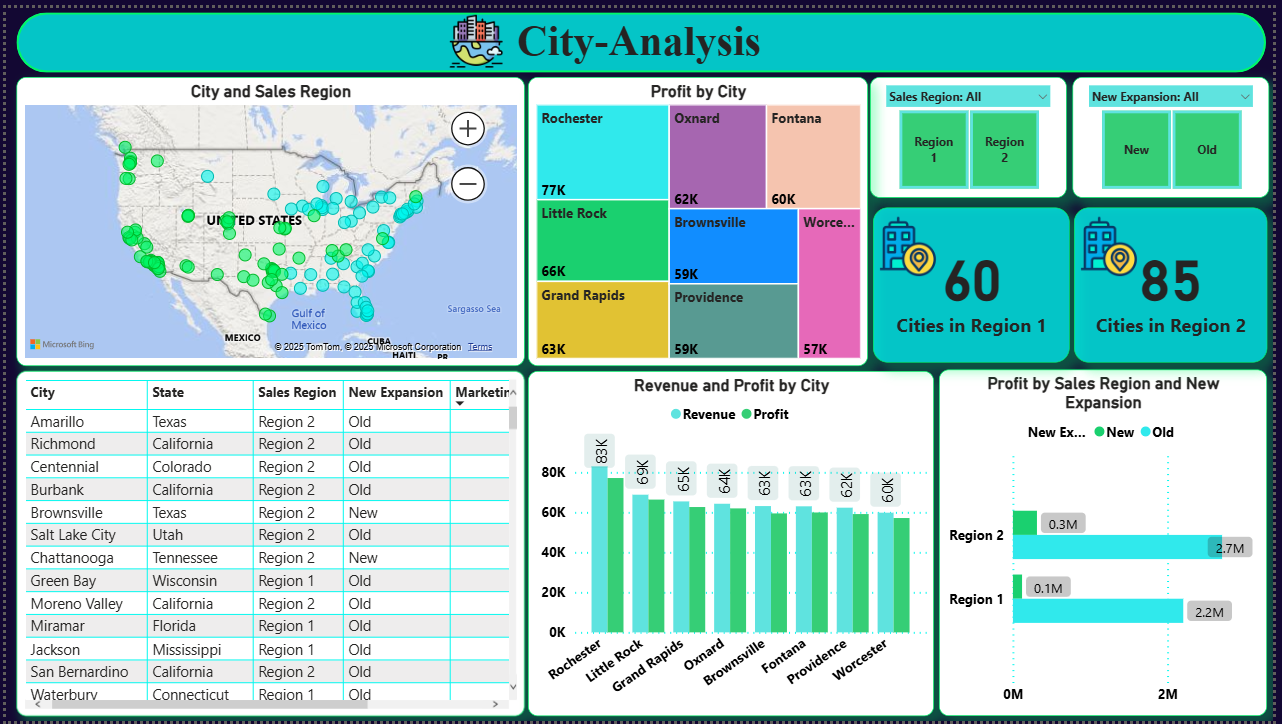 City-Analysis
City and Sales Region
UNITED STATES
Gulf of
Mexico
Sargasso Sea
MEXICO
CUBA
HAITI
PR
Microsoft Bing
© 2025 TomTom, © 2025 Microsoft Corporation Terms
Profit by City
Rochester
77K
Little Rock
66K
Grand Rapids
63K
Oxnard
62K
Fontana
60K
Brownsville
59K
Providence
59K
Worce...
57K
Sales Region: All
Region
1
Region
2
New Expansion: All
New
Old
60
Cities in Region 1
85
Cities in Region 2
City State Sales Region New Expansion Marketin
Amarillo Texas Region 2 Old
Richmond California Region 2 Old
Centennial Colorado Region 2 Old
Burbank California Region 2 Old
Brownsville Texas Region 2 New
Salt Lake City Utah Region 2 Old
Chattanooga Tennessee Region 2 New
Green Bay Wisconsin Region 1 Old
Moreno Valley California Region 2 Old
Miramar Florida Region 1 Old
Jackson Mississippi Region 1 Old
San Bernardino California Region 2 Old
Waterbury Connecticut Region 1 Old
Revenue and Profit by City
Revenue Profit
83K 69K 65K 64K 63K 63K 62K 60K
80K
60K
40K
20K
0K
Rochester Little Rock Grand Rapids Oxnard Brownsville Fontana Providence Worcester
Profit by Sales Region and New
Expansion
New Ex... New Old
Region 2
0.3M
2.7M
Region 1
0.1M
2.2M
0M 2M